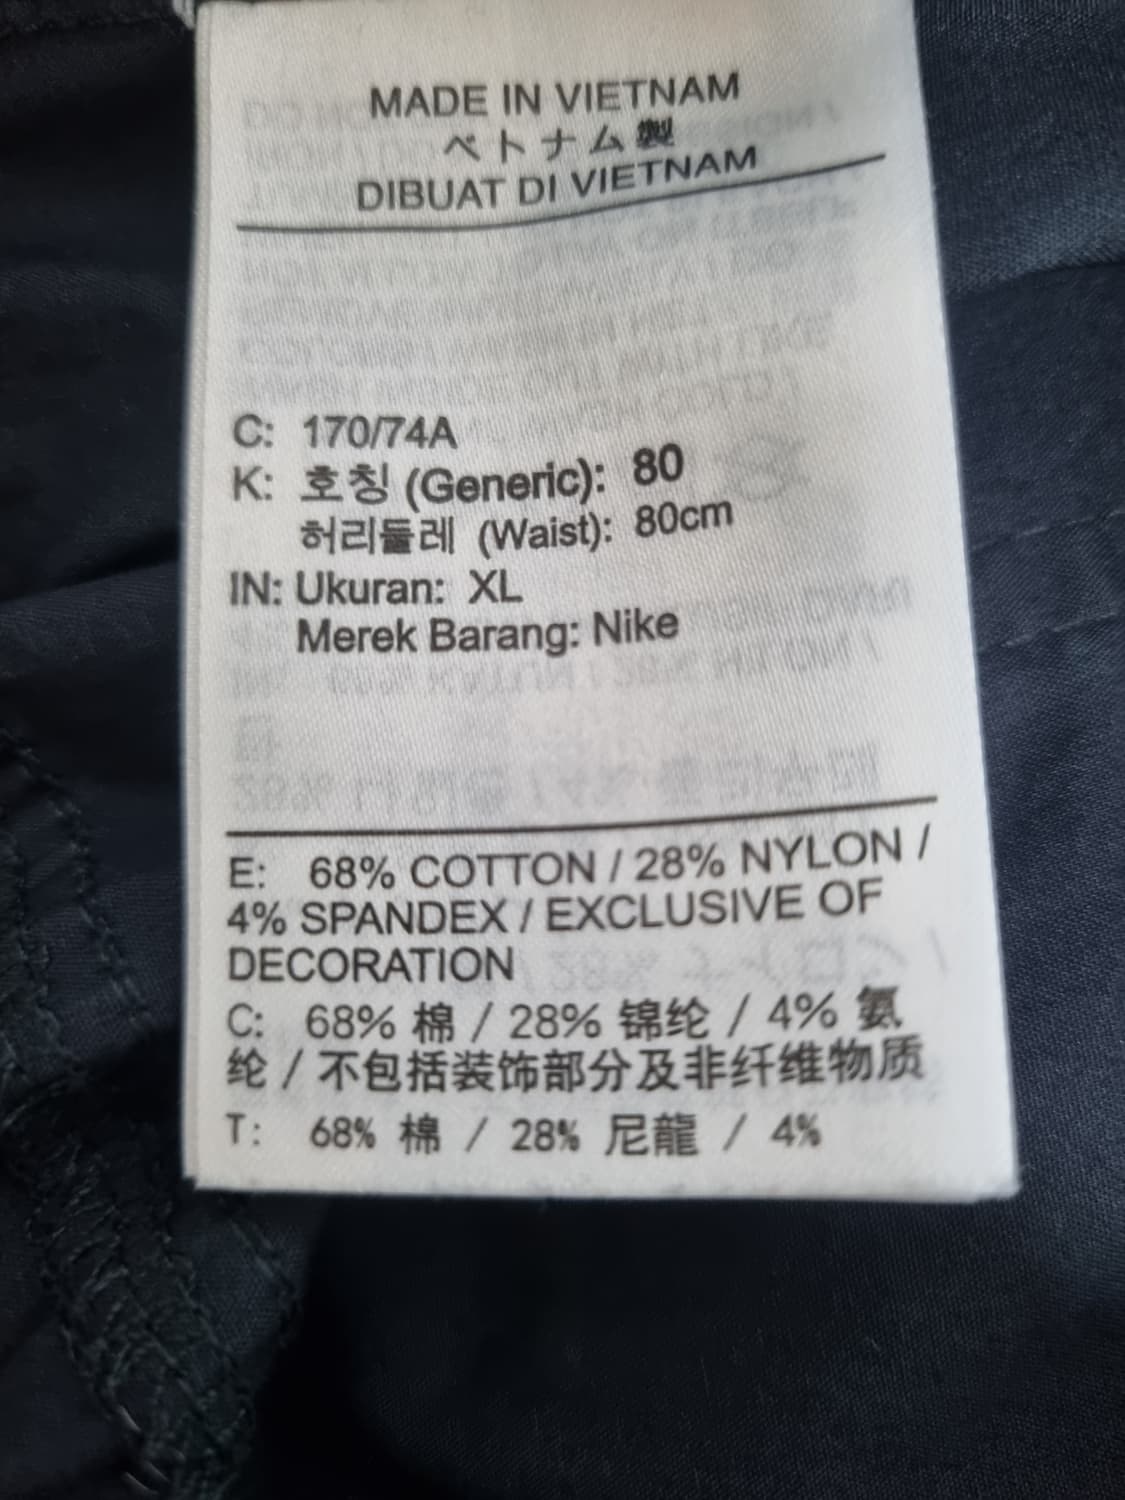 MADE IN VIETNAM
ベトナム製
DIBUAT DI VIETNAM
C: 170/74A
K: 호칭 (Generic): 80
허리둘레 (Waist): 80cm
IN: Ukuran: XL
Merek Barang: Nike
E: 68% COTTON / 28% NYLON /
4% SPANDEX / EXCLUSIVE OF
DECORATION
C: 68% 棉 / 28% 锦纶 / 4% 氨
纶 / 不包括装饰部分及非纤维物质
T: 68% 棉 / 28% 尼龍 / 4%